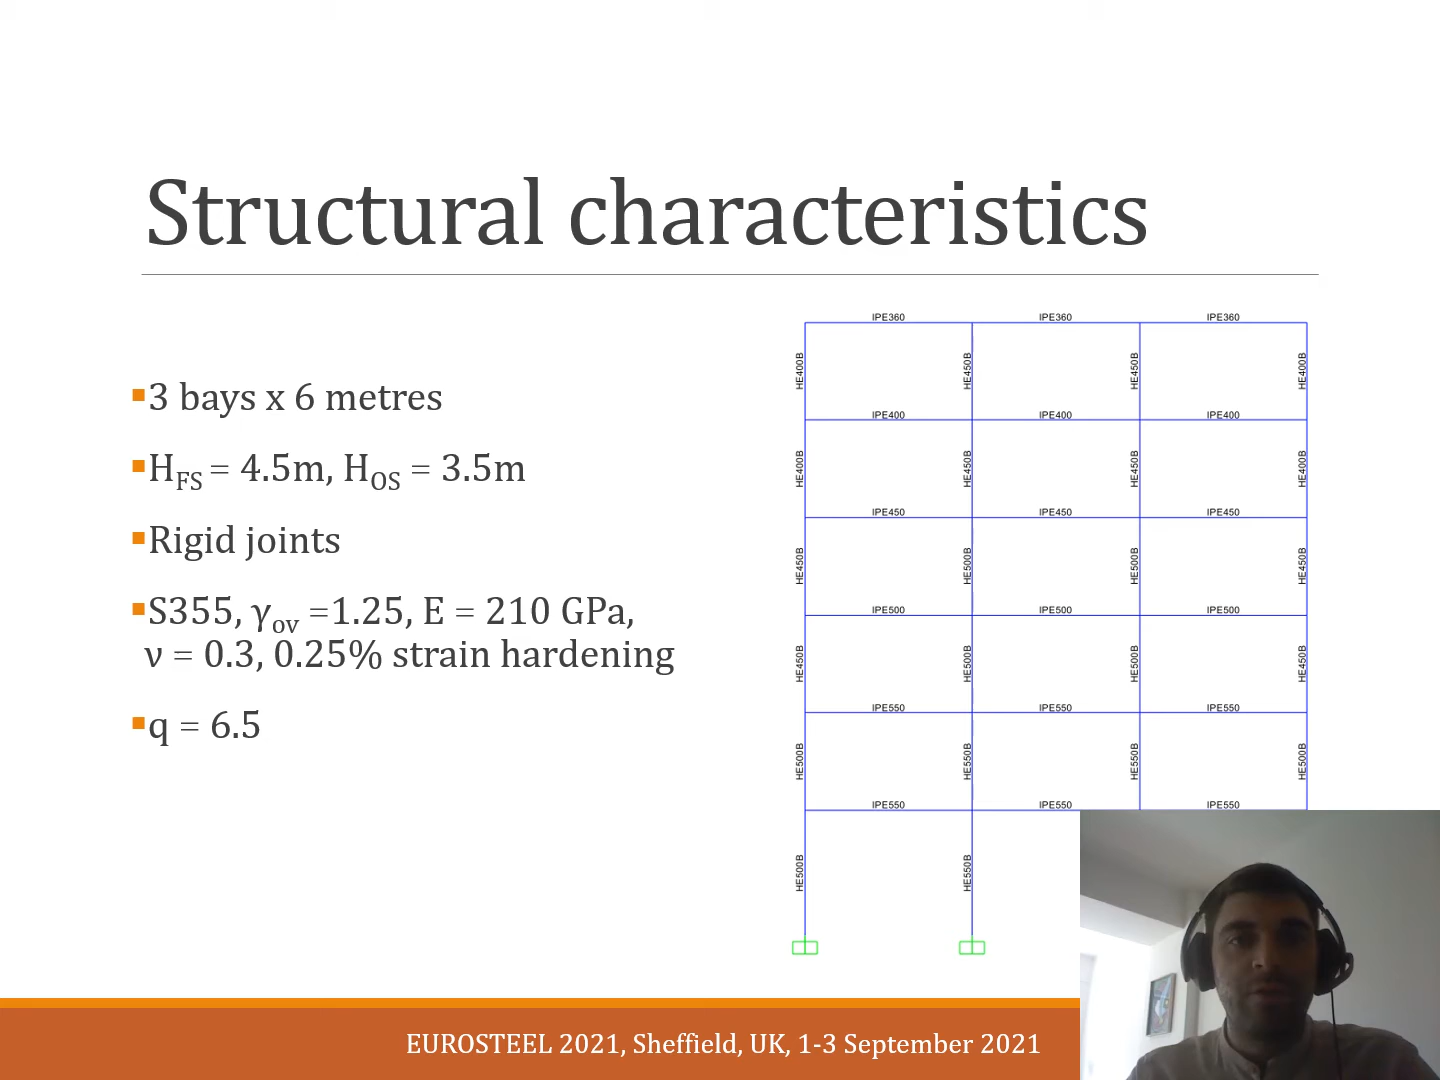 Structural characteristics
▪3 bays x 6 metres
▪HFS = 4.5m, HOS = 3.5m
▪Rigid joints
▪S355, γov =1.25, E = 210 GPa,
ν = 0.3, 0.25% strain hardening
▪q = 6.5
IPE360 IPE360 IPE360
HE400B HE450B HE450B HE400B
IPE400 IPE400 IPE400
HE400B HE450B HE450B HE400B
IPE450 IPE450 IPE450
HE450B HE500B HE500B HE450B
IPE500 IPE500 IPE500
HE450B HE500B HE500B HE450B
IPE550 IPE550 IPE550
HE500B HE550B HE550B HE500B
IPE550 IPE550 IPE550
HE500B HE550B
EUROSTEEL 2021, Sheffield, UK, 1-3 September 2021